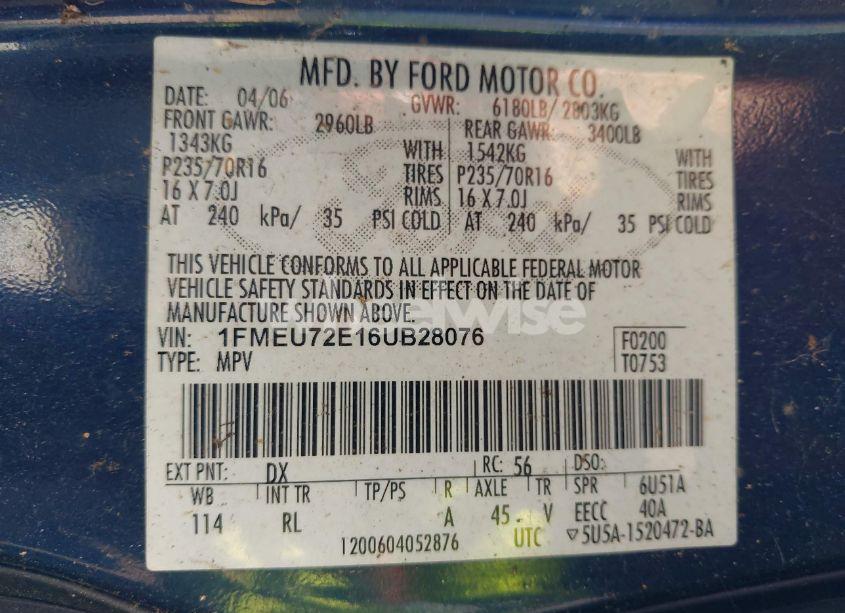 MFD. BY FORD MOTOR CO.
DATE: 04/06 GVWR: 6180LB/ 2803KG
FRONT GAWR: 2960LB REAR GAWR: 3400LB
1343KG WITH 1542KG WITH
P235/70R16 TIRES P235/70R16 TIRES
16 X 7.0J RIMS 16 X 7.0J RIMS
AT 240 kPa/ 35 PSI COLD AT 240 kPa/ 35 PSI COLD
THIS VEHICLE CONFORMS TO ALL APPLICABLE FEDERAL MOTOR
VEHICLE SAFETY STANDARDS IN EFFECT ON THE DATE OF
MANUFACTURE SHOWN ABOVE.
VIN: 1FMEU72E16UB28076 F0200
TYPE: MPV T0753
EXT PNT: DX RC: 56 DSO:
WB INT TR TP/PS R AXLE TR SPR 6U51A
114 RL A 45 V EECC 40A
1200604052876 UTC 5U5A-1520472-BA